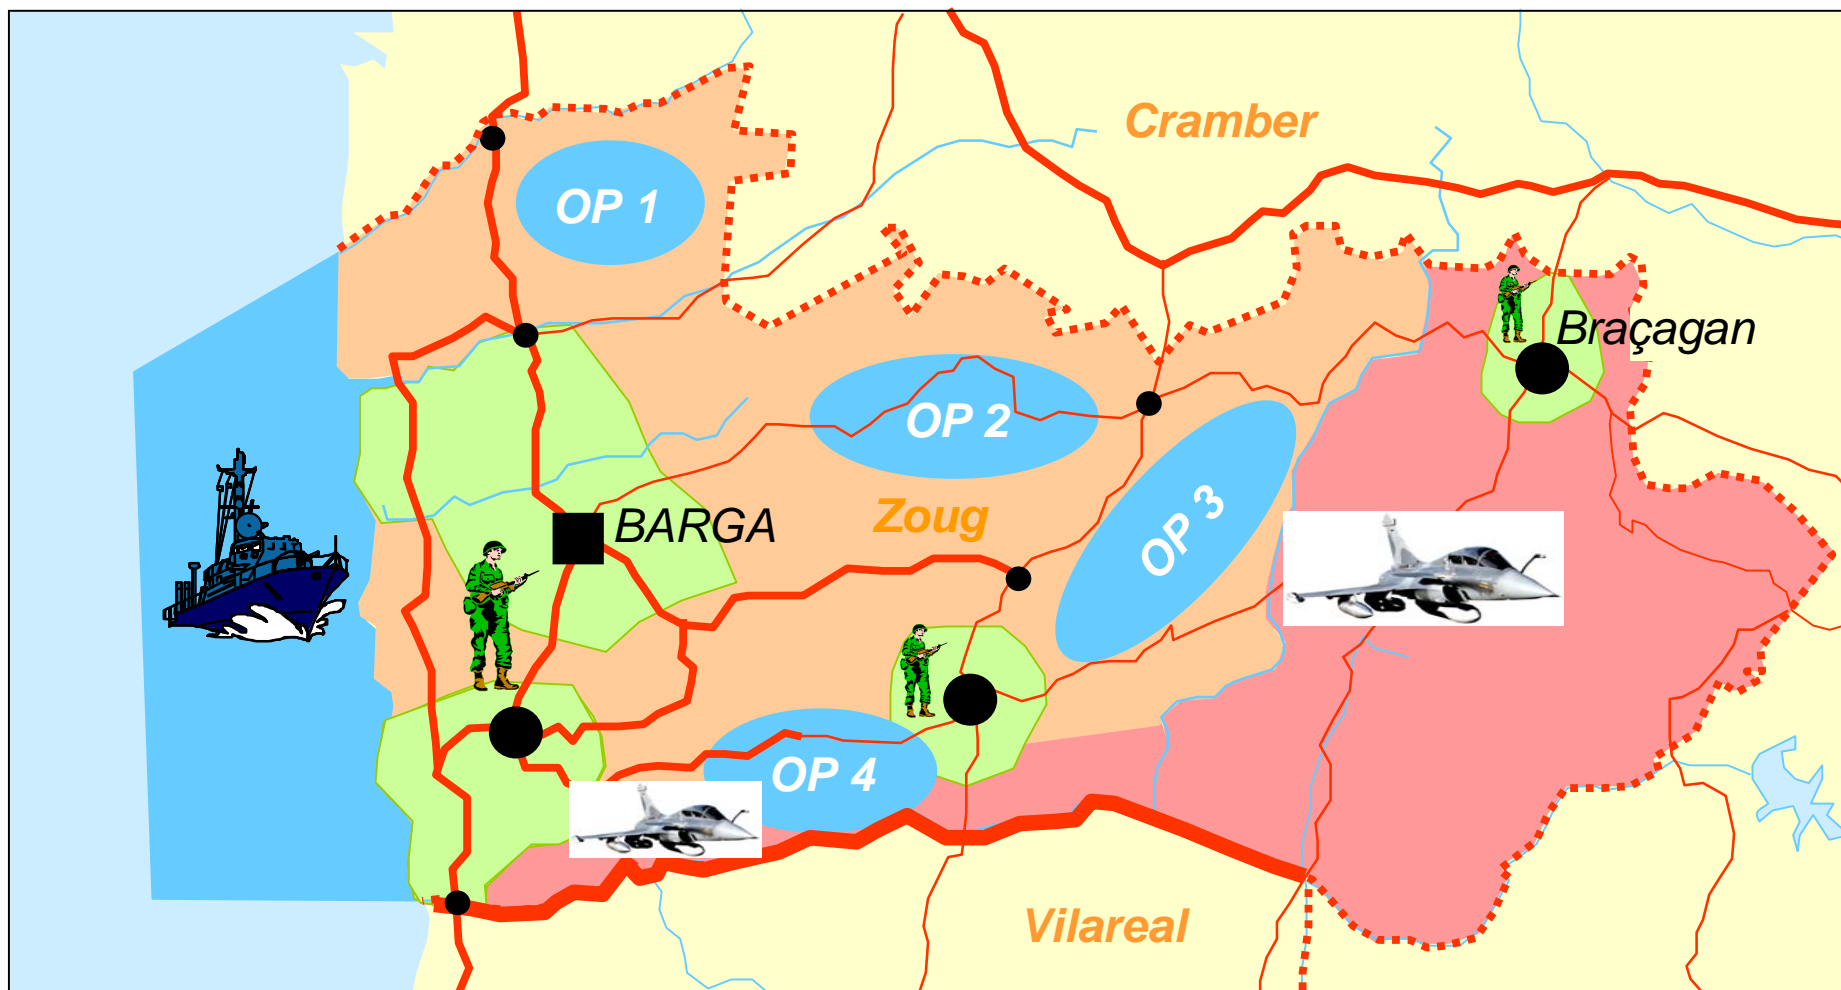 Cramber
OP 1
Braçagan
OP 2
Zoug
OP 3
BARGA
OP 4
Vilareal